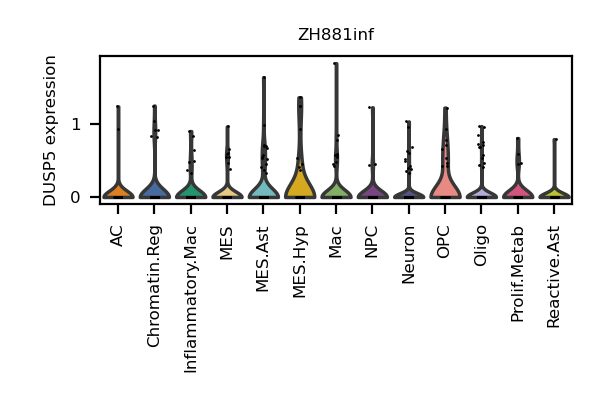 ZH881inf
DUSP5 expression
1
0
AC
Chromatin.Reg
Inflammatory.Mac
MES
MES.Ast
MES.Hyp
Mac
NPC
Neuron
OPC
Oligo
Prolif.Metab
Reactive.Ast